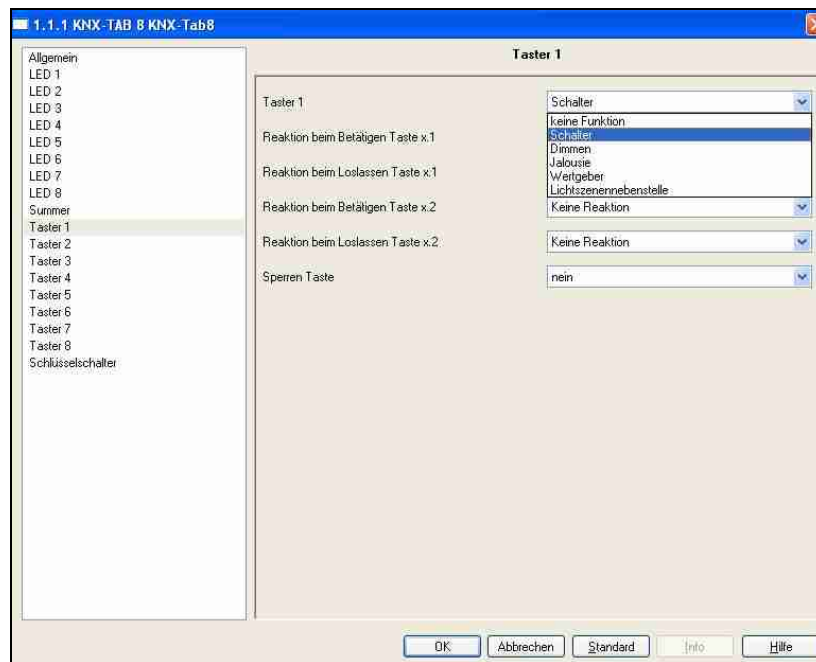 1.1.1 KNX-TAB 8 KNX-Tab8
Allgemein
LED 1
LED 2
LED 3
LED 4
LED 5
LED 6
LED 7
LED 8
Summer
Taster 1
Taster 2
Taster 3
Taster 4
Taster 5
Taster 6
Taster 7
Taster 8
Schlüsselschalter
Taster 1
Taster 1
Schalter
keine Funktion
Schalter
Dimmen
Jalousie
Wertgeber
Lichtszenennebenstelle
Reaktion beim Betätigen Taste x.1
Reaktion beim Loslassen Taste x.1
Reaktion beim Betätigen Taste x.2
Keine Reaktion
Reaktion beim Loslassen Taste x.2
Keine Reaktion
Sperren Taste
nein
OK
Abbrechen
Standard
Info
Hilfe